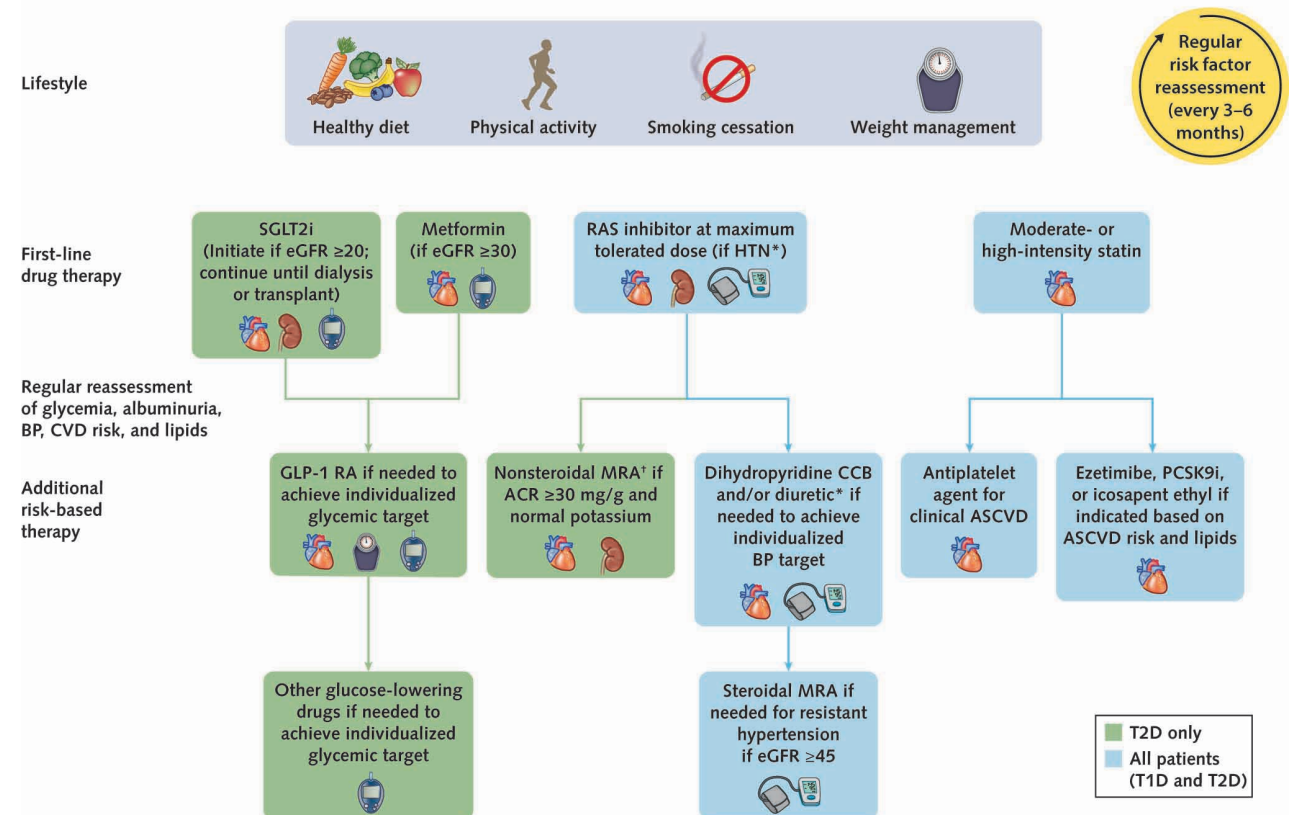 Lifestyle
Healthy diet
Physical activity
Smoking cessation
Weight management
Regular
risk factor
reassessment
(every 3–6
months)
First-line
drug therapy
SGLT2i
(Initiate if eGFR ≥20;
continue until dialysis
or transplant)
Metformin
(if eGFR ≥30)
RAS inhibitor at maximum
tolerated dose (if HTN*)
Moderate- or
high-intensity statin
Regular reassessment
of glycemia, albuminuria,
BP, CVD risk, and lipids
Additional
risk-based
therapy
GLP-1 RA if needed to
achieve individualized
glycemic target
Nonsteroidal MRA† if
ACR ≥30 mg/g and
normal potassium
Dihydropyridine CCB
and/or diuretic* if
needed to achieve
individualized
BP target
Antiplatelet
agent for
clinical ASCVD
Ezetimibe, PCSK9i,
or icosapent ethyl if
indicated based on
ASCVD risk and lipids
Other glucose-lowering
drugs if needed to
achieve individualized
glycemic target
Steroidal MRA if
needed for resistant
hypertension
if eGFR ≥45
T2D only
All patients
(T1D and T2D)